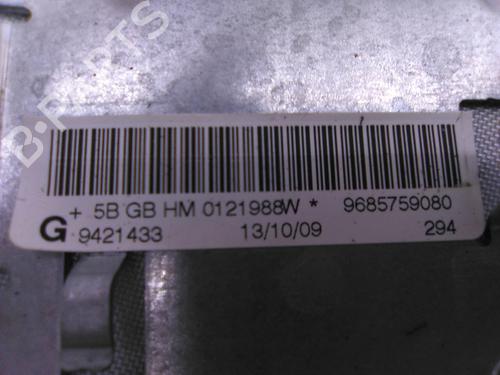 B-PARTS
+ 5B GB HM 0121988W * 9685759080
G 9421433 13/10/09 294